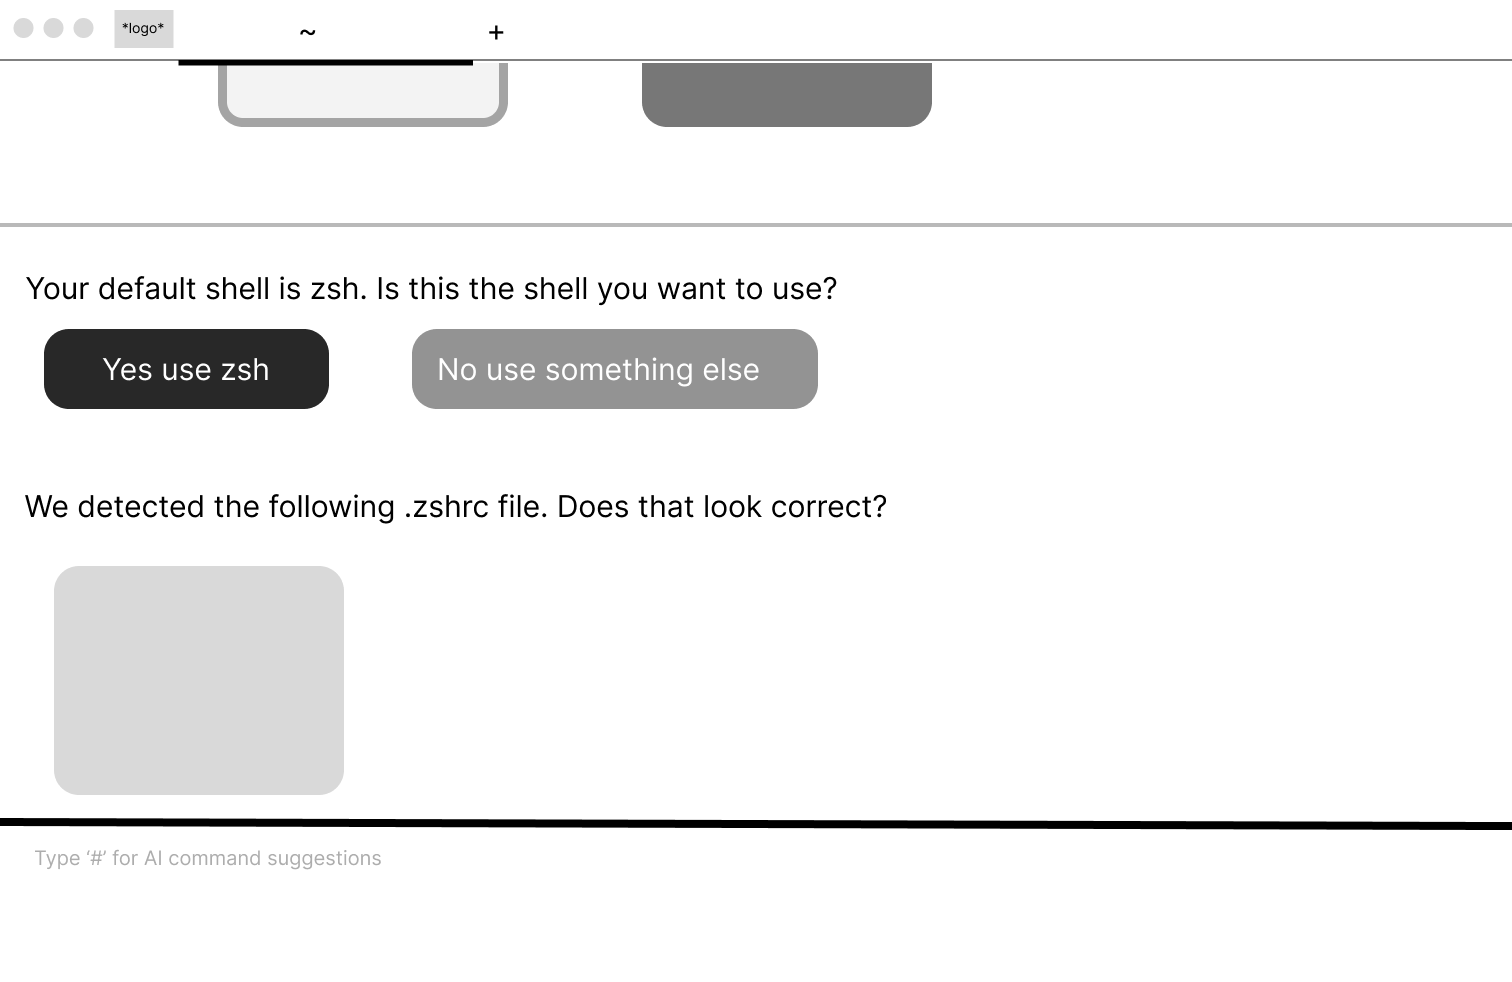 *logo*
~
+
Your default shell is zsh. Is this the shell you want to use?
Yes use zsh
No use something else
We detected the following .zshrc file. Does that look correct?
Type ‘#’ for AI command suggestions